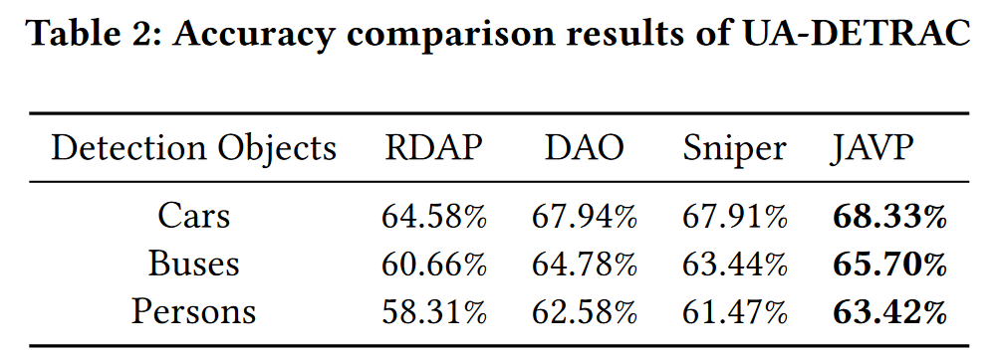 Table 2: Accuracy comparison results of UA-DETRAC
Detection Objects RDAP DAO Sniper JAVP
Cars 64.58% 67.94% 67.91% 68.33%
Buses 60.66% 64.78% 63.44% 65.70%
Persons 58.31% 62.58% 61.47% 63.42%